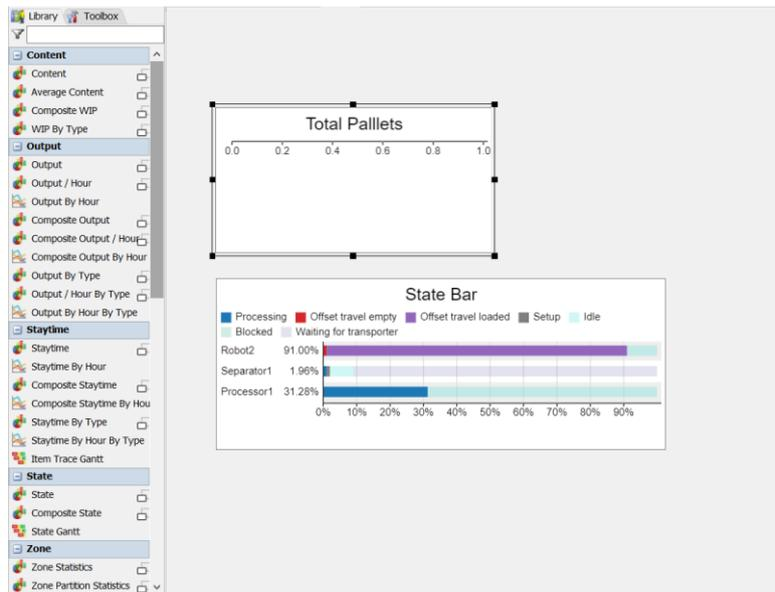 Library Toolbox
Content
Content
Average Content
Composite WIP
WIP By Type
Output
Output
Output / Hour
Output By Hour
Composite Output
Composite Output / Hour
Composite Output By Hour
Output By Type
Output / Hour By Type
Output By Hour By Type
Staytime
Staytime
Staytime By Hour
Composite Staytime
Composite Staytime By Hou
Staytime By Type
Staytime By Hour By Type
Item Trace Gantt
State
State
Composite State
State Gantt
Zone
Zone Statistics
Zone Partition Statistics
Total Palllets
0.0 0.2 0.4 0.6 0.8 1.0
State Bar
Processing Offset travel empty Offset travel loaded Setup Idle
Blocked Waiting for transporter
Robot2 91.00%
Separator1 1.96%
Processor1 31.28%
0% 10% 20% 30% 40% 50% 60% 70% 80% 90%